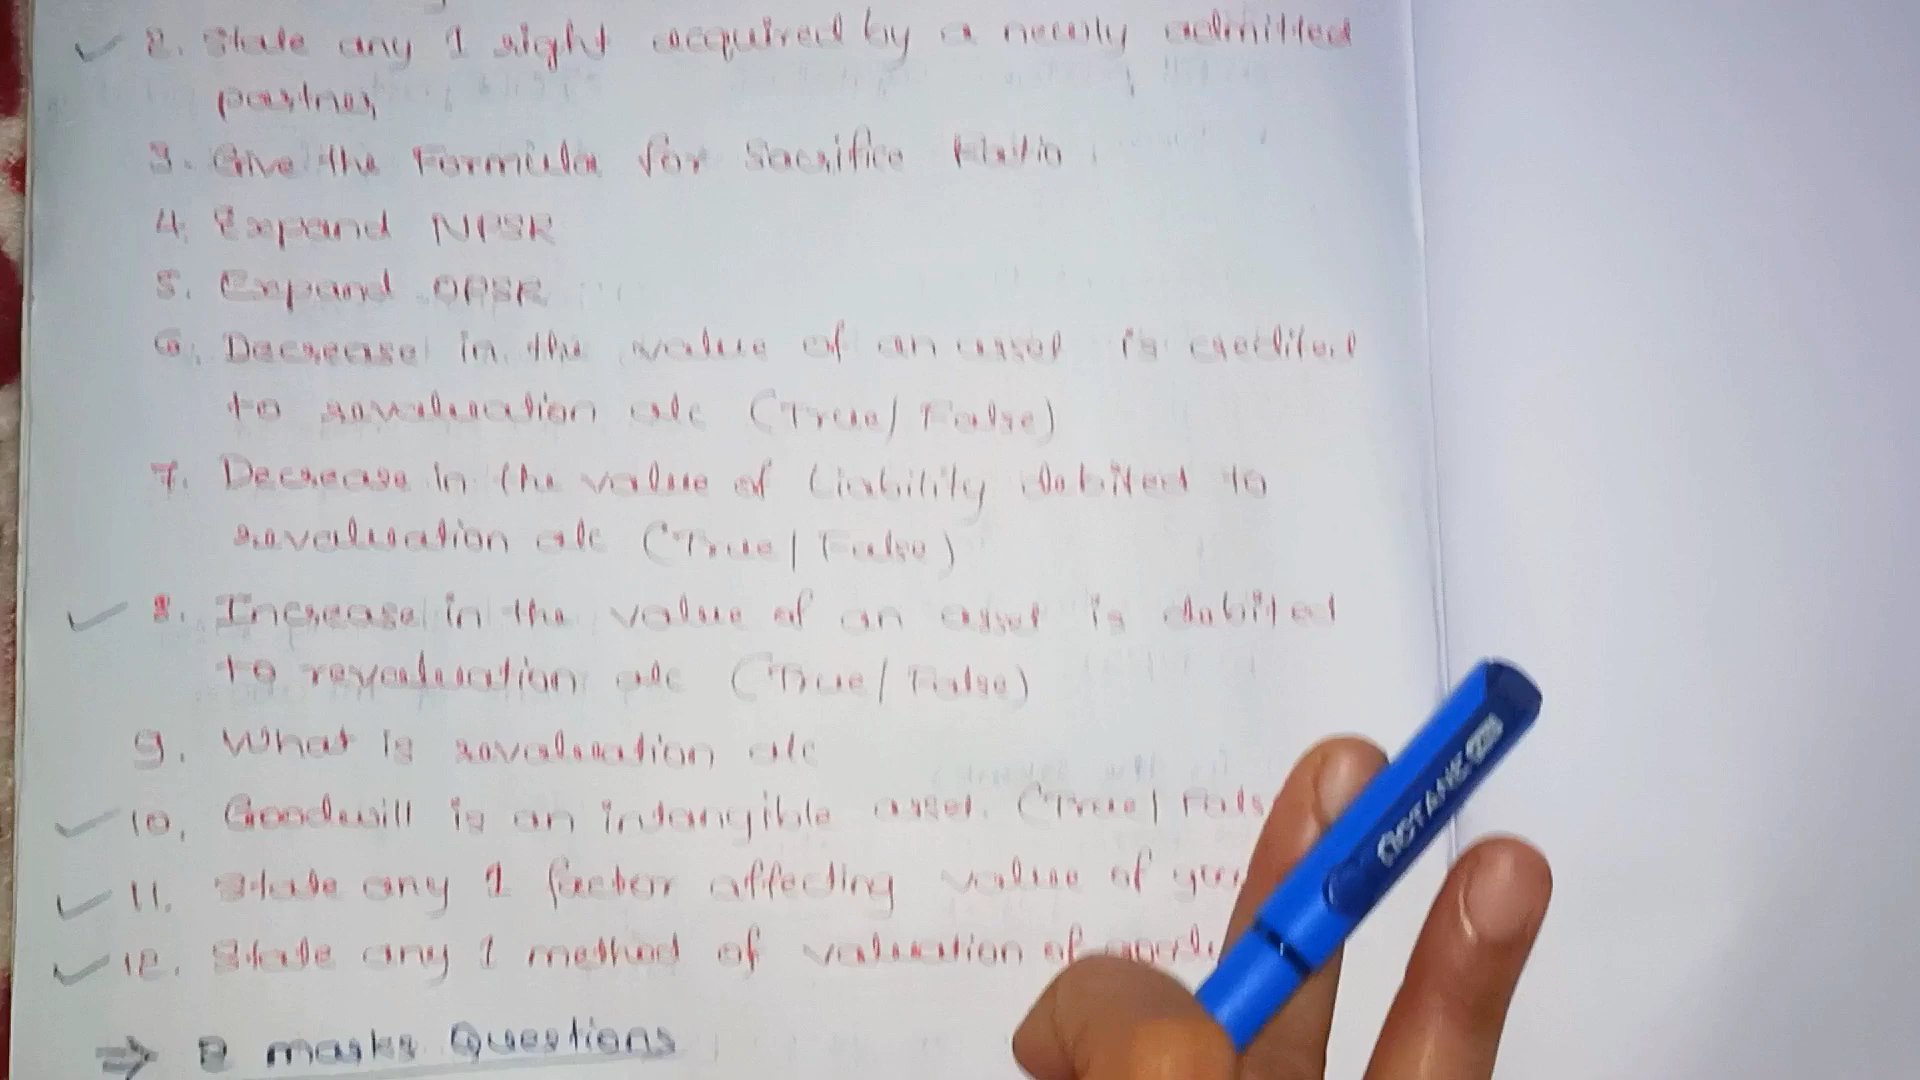 2. State any 1 right acquired by a newly admitted
partner,
3. Give the Formula for Sacrifice Ratio
4. Expand NPSR
5. Expand OPSR
6. Decrease in the value of an asset is credited
to revaluation a/c (True/False)
7. Decrease in the value of Liability debited to
revaluation a/c (True/False)
8. Increase in the value of an asset is debited
to revaluation a/c (True/False)
9. What is revaluation a/c
10. Goodwill is an intangible asset. (True/Fals
11. State any 1 factor affecting value of
12. State any 1 method of valuation of
⇒ 2 marks Questions
OCTANE